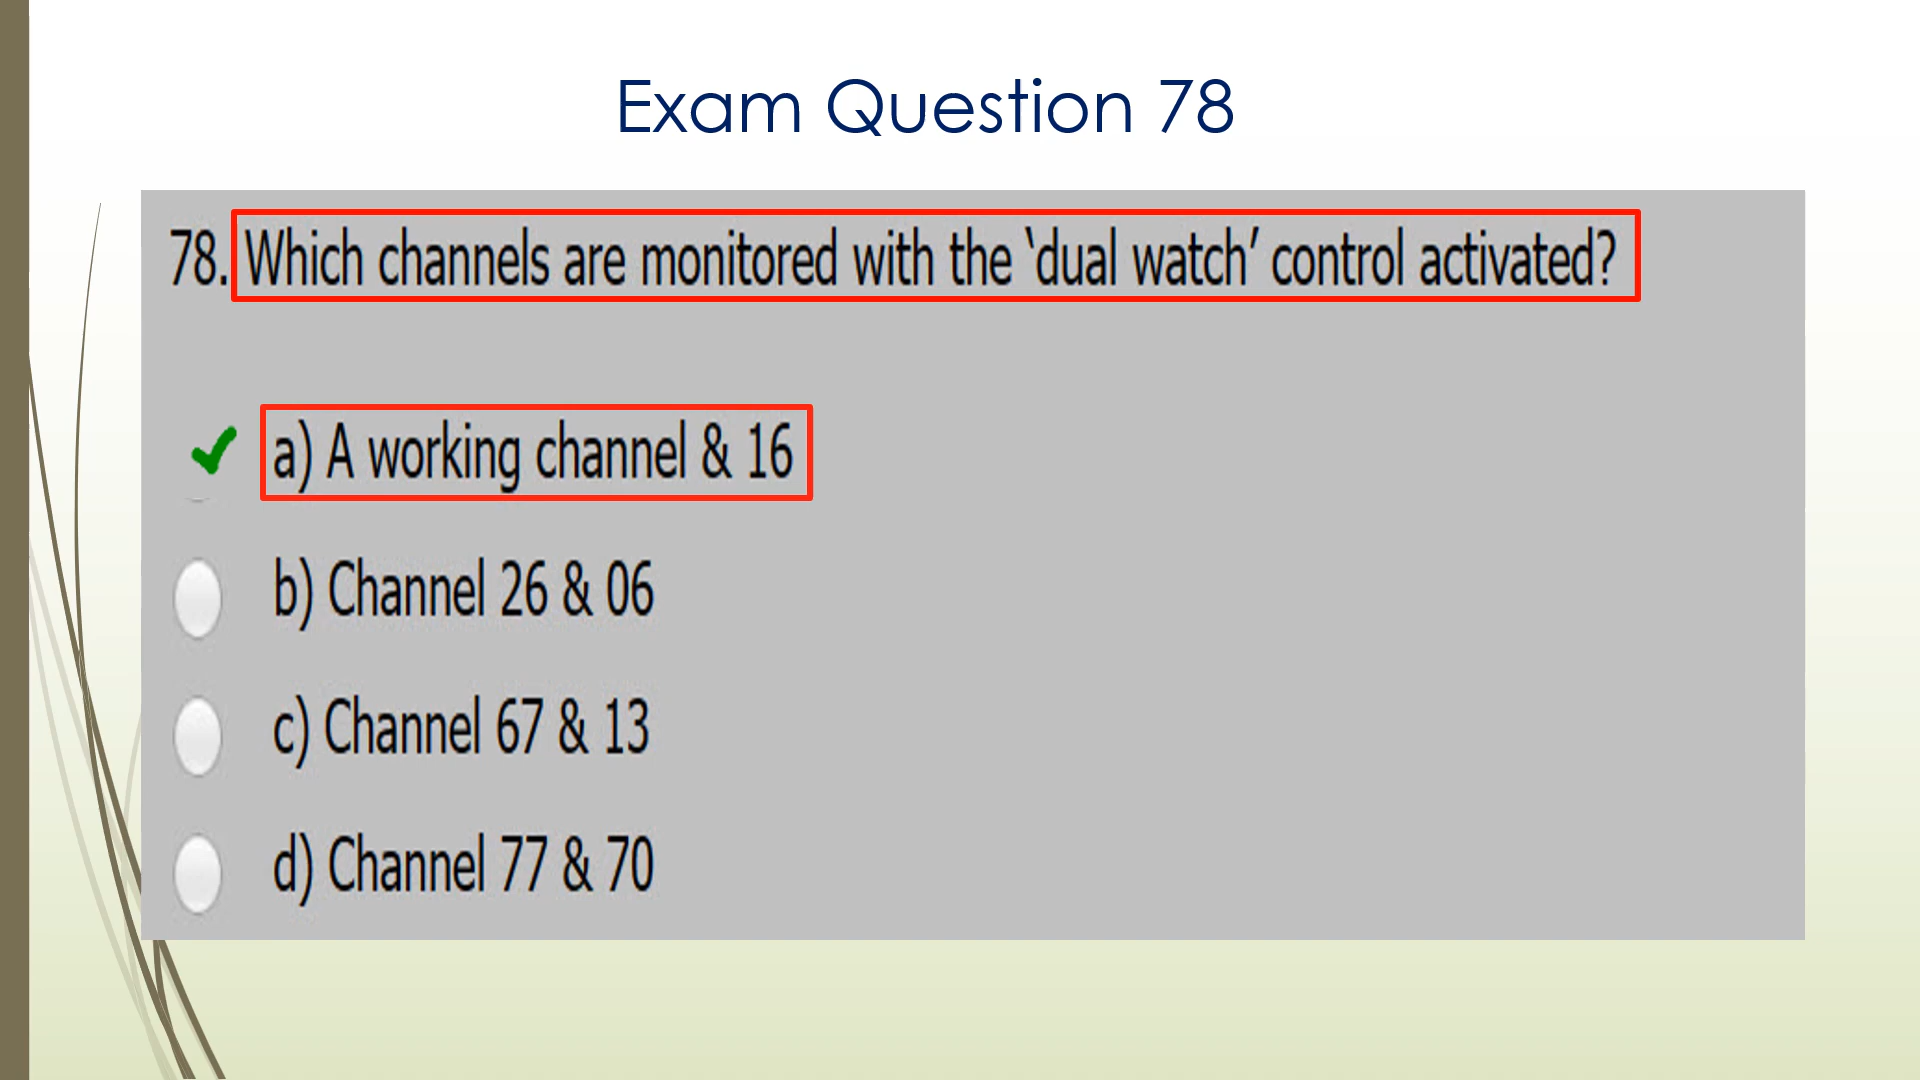 Exam Question 78
78. Which channels are monitored with the ‘dual watch’ control activated?
a) A working channel & 16
b) Channel 26 & 06
c) Channel 67 & 13
d) Channel 77 & 70